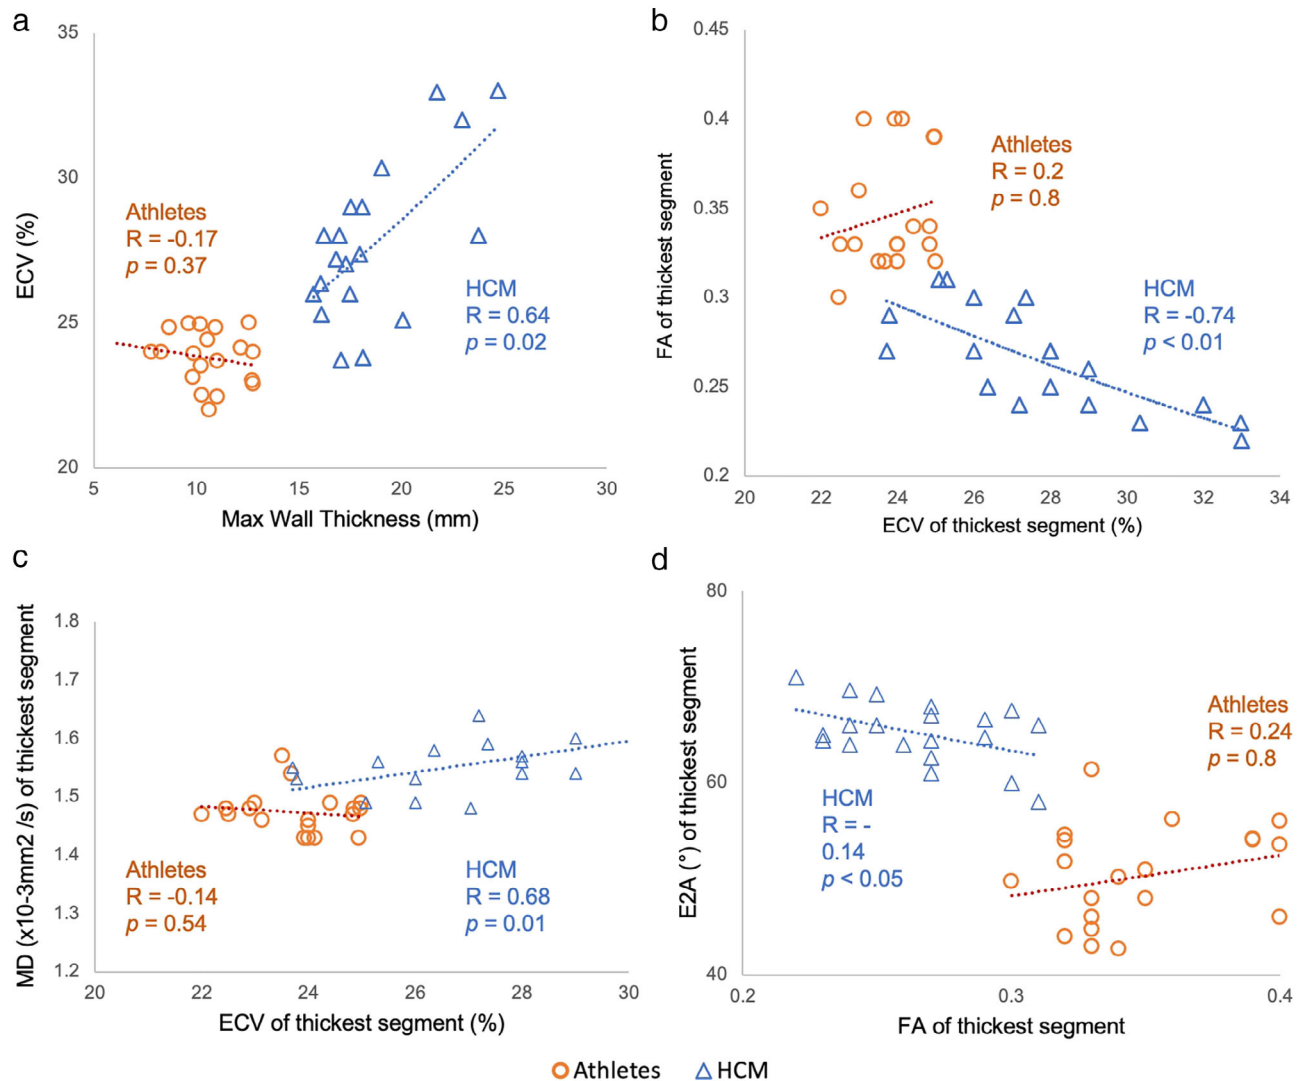 a
35
30
25
20
ECV (%)
Athletes
R = -0.17
p = 0.37
HCM
R = 0.64
p = 0.02
5
10
15
20
25
30
Max Wall Thickness (mm)
b
0.45
0.4
0.35
0.3
0.25
0.2
FA of thickest segment
Athletes
R = 0.2
p = 0.8
HCM
R = -0.74
p < 0.01
20
22
24
26
28
30
32
34
ECV of thickest segment (%)
c
1.8
1.7
1.6
1.5
1.4
1.3
1.2
MD (x10-3mm2 /s) of thickest segment
Athletes
R = -0.14
p = 0.54
HCM
R = 0.68
p = 0.01
20
22
24
26
28
30
ECV of thickest segment (%)
d
80
60
40
E2A (°) of thickest segment
Athletes
R = 0.24
p = 0.8
HCM
R = -
0.14
p < 0.05
0.2
0.3
0.4
FA of thickest segment
Athletes
HCM